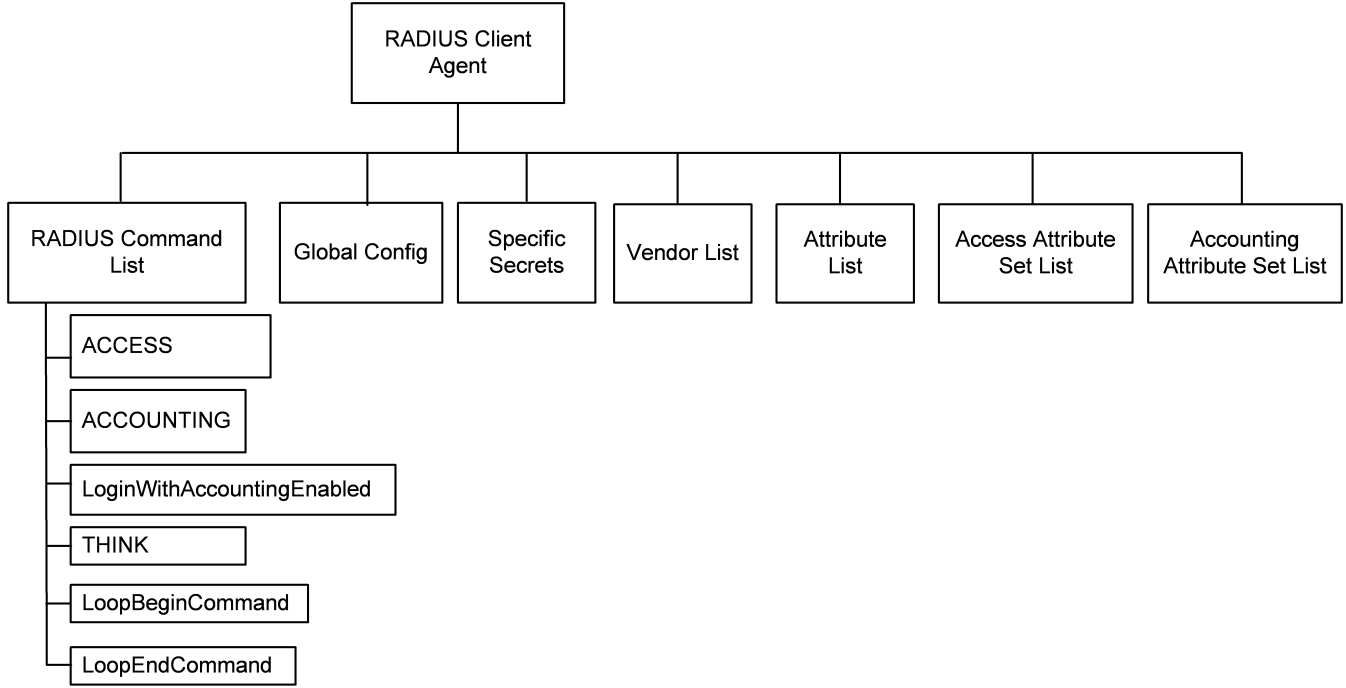 RADIUS Client
Agent
RADIUS Command
List
Global Config
Specific
Secrets
Vendor List
Attribute
List
Access Attribute
Set List
Accounting
Attribute Set List
ACCESS
ACCOUNTING
LoginWithAccountingEnabled
THINK
LoopBeginCommand
LoopEndCommand